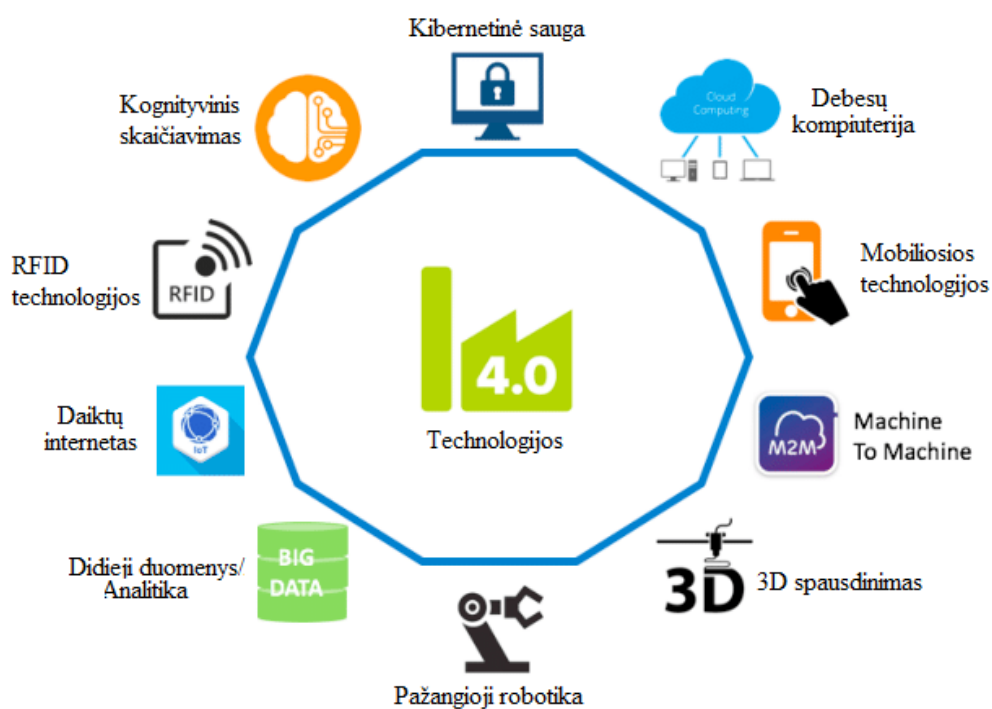 Kibernetinė sauga
Kognityvinis
skaičiavimas
Cloud
Computing
Debesų
kompiuterija
RFID
technologijos
RFID
Mobiliosios
technologijos
4.0
Technologijos
Daiktų
internetas
IoT
M2M
Machine
To Machine
Didieji duomenys/
Analitika
BIG
DATA
3D
3D spausdinimas
Pažangioji robotika